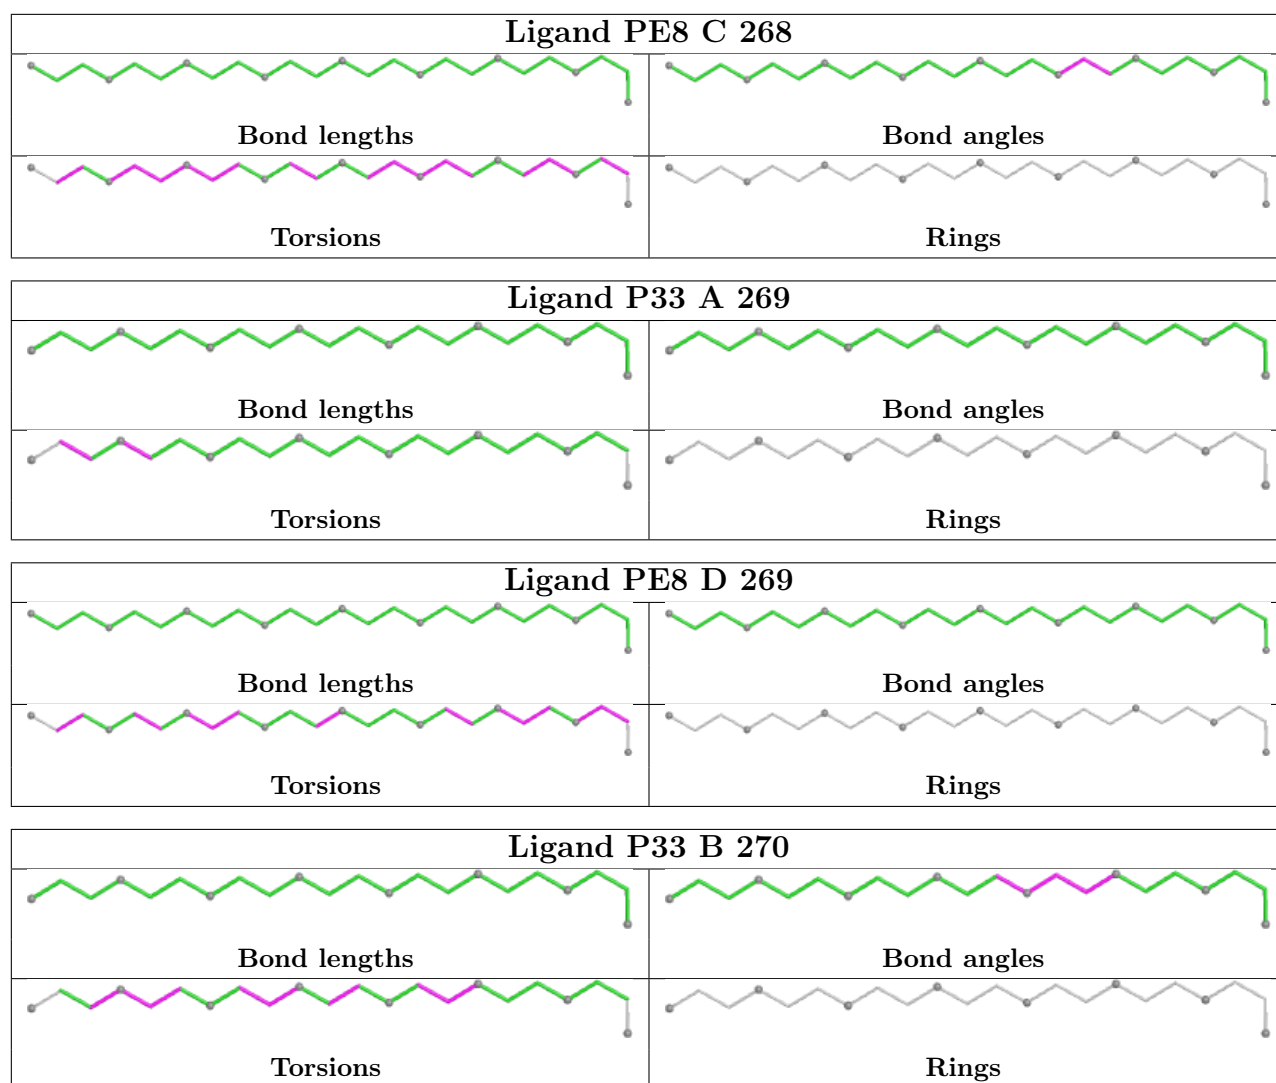 Ligand PE8 C 268
Bond lengths
Bond angles
Torsions
Rings
Ligand P33 A 269
Bond lengths
Bond angles
Torsions
Rings
Ligand PE8 D 269
Bond lengths
Bond angles
Torsions
Rings
Ligand P33 B 270
Bond lengths
Bond angles
Torsions
Rings